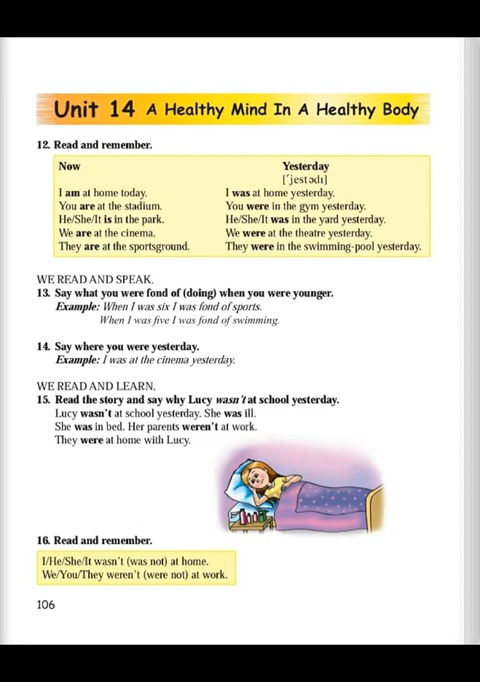 Unit 14 A Healthy Mind In A Healthy Body
12. Read and remember.
Now Yesterday
[ˈjestədı]
I am at home today. I was at home yesterday.
You are at the stadium. You were in the gym yesterday.
He/She/It is in the park. He/She/It was in the yard yesterday.
We are at the cinema. We were at the theatre yesterday.
They are at the sportsground. They were in the swimming-pool yesterday.
WE READ AND SPEAK.
13. Say what you were fond of (doing) when you were younger.
Example: When I was six I was fond of sports.
When I was five I was fond of swimming.
14. Say where you were yesterday.
Example: I was at the cinema yesterday.
WE READ AND LEARN.
15. Read the story and say why Lucy wasn't at school yesterday.
Lucy wasn't at school yesterday. She was ill.
She was in bed. Her parents weren't at work.
They were at home with Lucy.
16. Read and remember.
I/He/She/It wasn't (was not) at home.
We/You/They weren't (were not) at work.
106